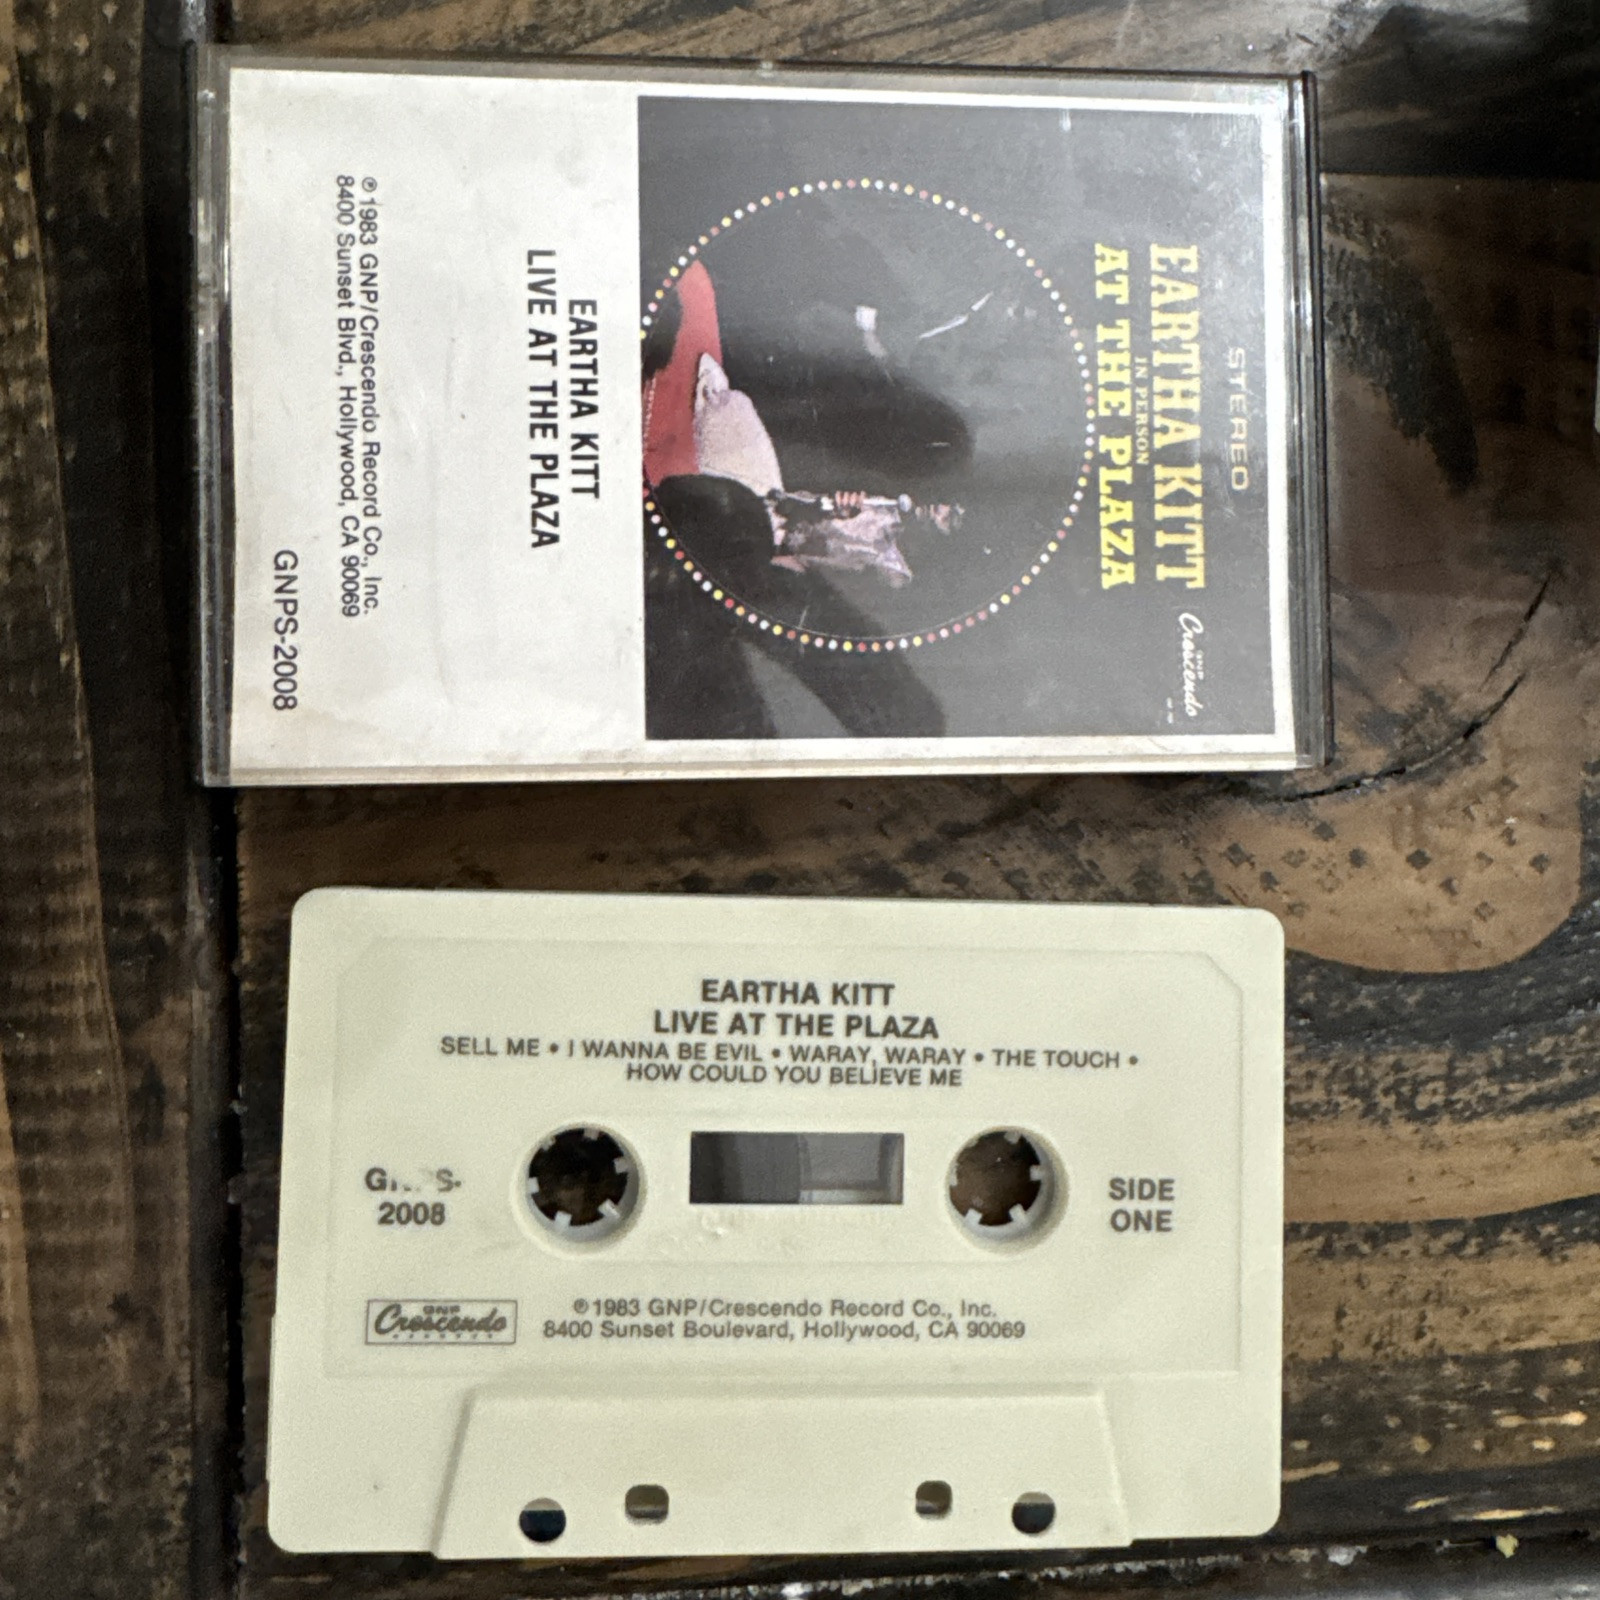 STEREO
EARTHA KITT
IN PERSON
AT THE PLAZA
GNP
Crescendo
EARTHA KITT
LIVE AT THE PLAZA
℗1983 GNP/Crescendo Record Co., Inc.
8400 Sunset Blvd., Hollywood, CA 90069
GNPS-2008
EARTHA KITT
LIVE AT THE PLAZA
SELL ME • I WANNA BE EVIL • WARAY, WARAY • THE TOUCH •
HOW COULD YOU BELIEVE ME
2008
SIDE
ONE
GNP
Crescendo
℗1983 GNP/Crescendo Record Co., Inc.
8400 Sunset Boulevard, Hollywood, CA 90069